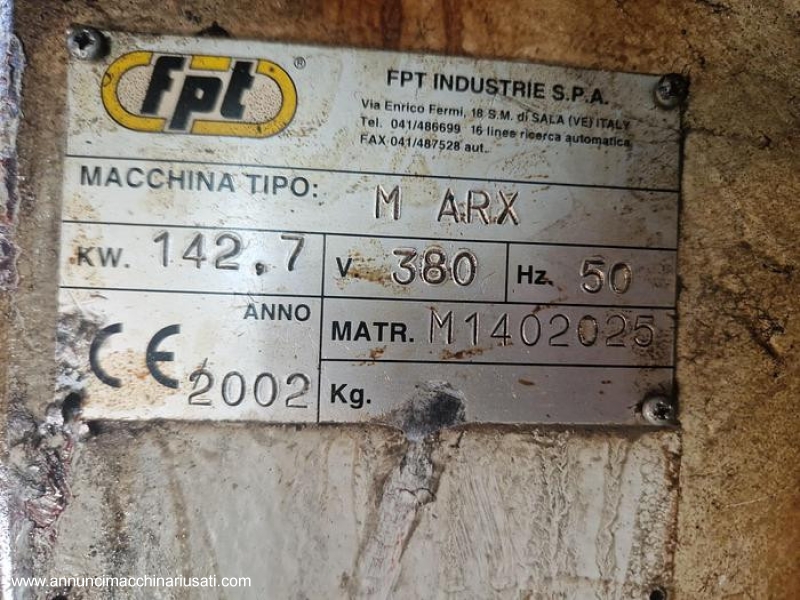 fpt ®
FPT INDUSTRIE S.P.A.
Via Enrico Fermi, 18 S.M. di SALA (VE) ITALY
Tel. 041/486699 16 linee ricerca automatica
FAX 041/487528 aut.
MACCHINA TIPO: M ARX
KW. 142,7 V. 380 Hz. 50
ANNO MATR. M1402025
CE 2002 Kg.
www.annuncimacchinariusati.com